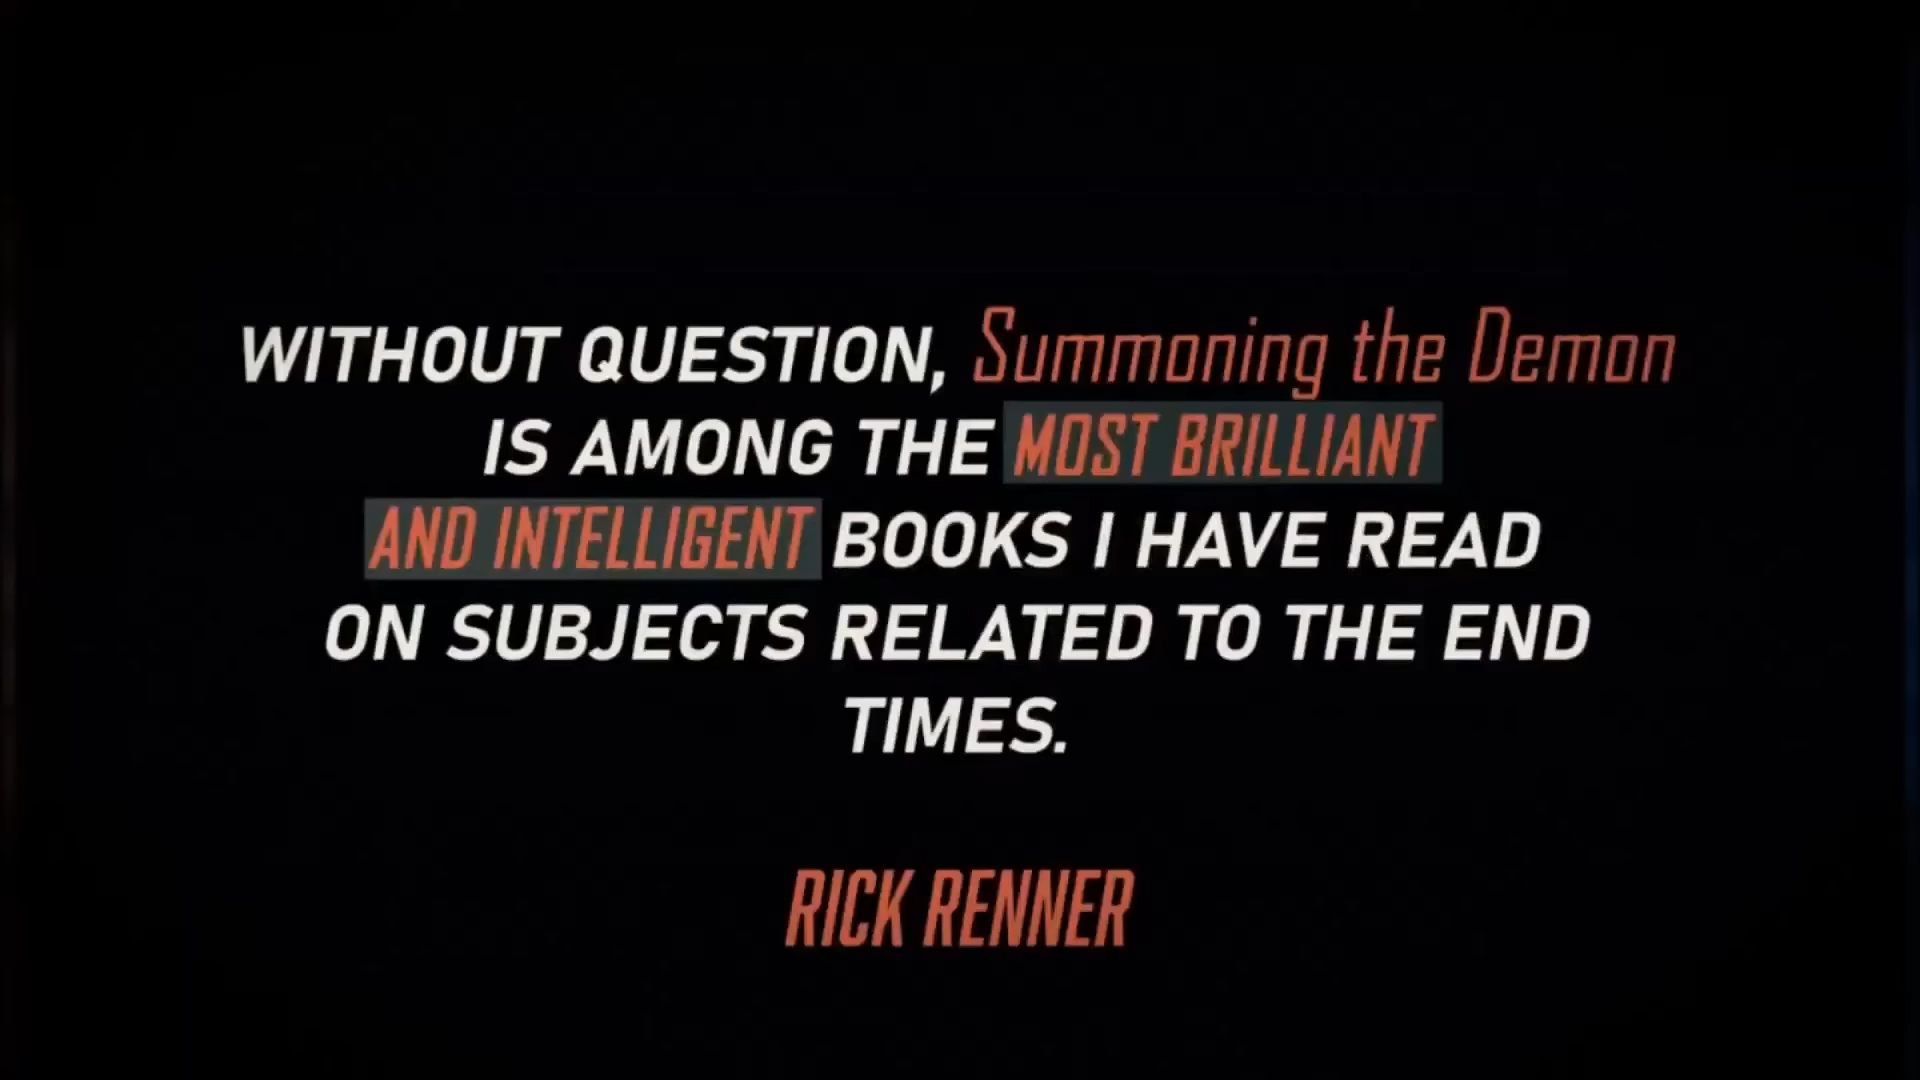 WITHOUT QUESTION, Summoning the Demon
IS AMONG THE MOST BRILLIANT
AND INTELLIGENT BOOKS I HAVE READ
ON SUBJECTS RELATED TO THE END
TIMES.
RICK RENNER